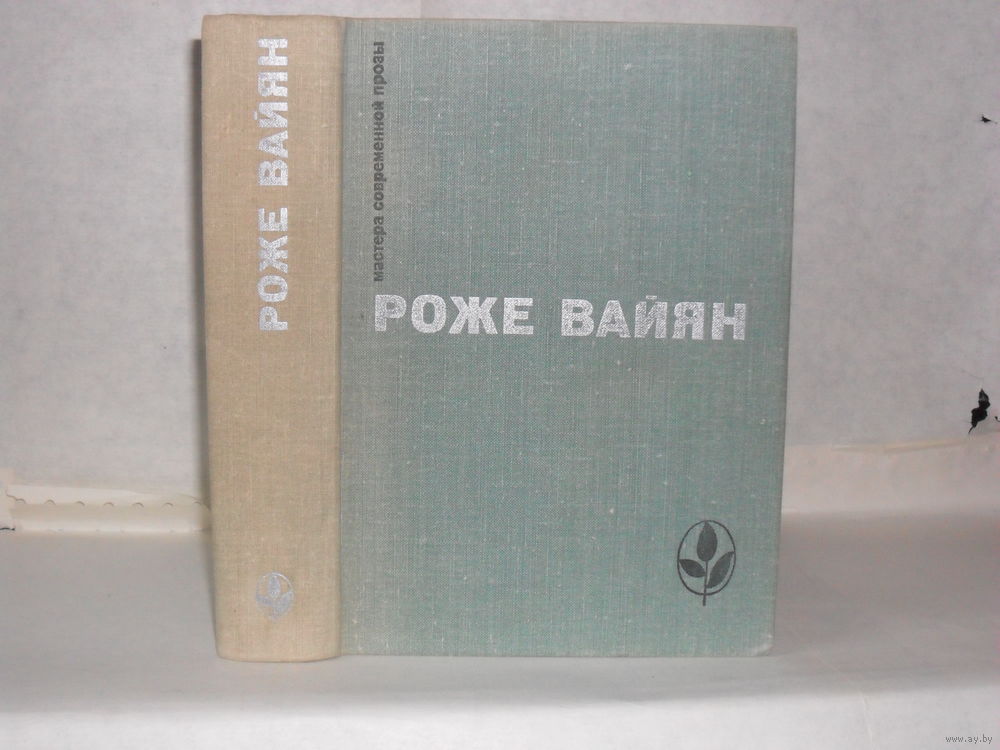 РОЖЕ ВАЙЯН
мастера современной прозы
РОЖЕ ВАЙЯН
www.ay.by